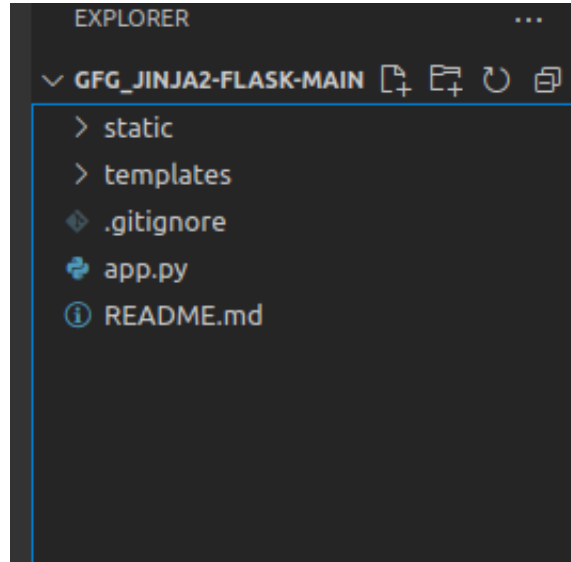 EXPLORER
GFG_JINJA2-FLASK-MAIN
static
templates
.gitignore
app.py
README.md